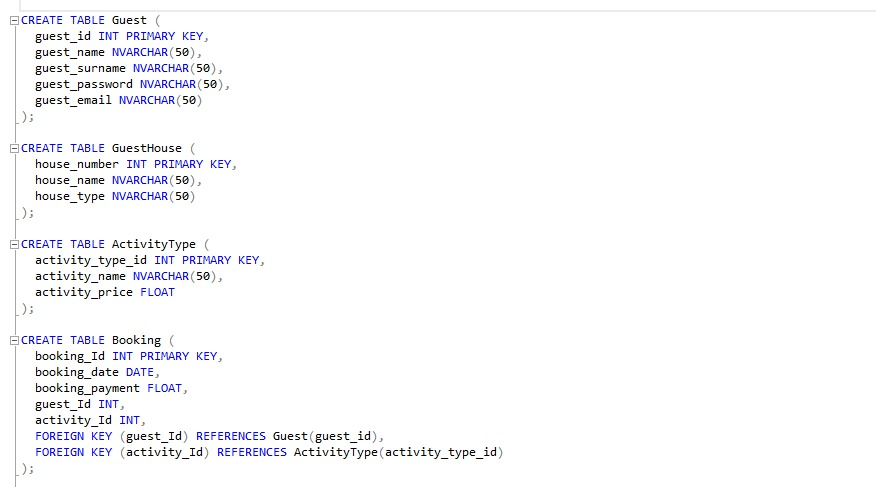 CREATE TABLE Guest (
guest_id INT PRIMARY KEY,
guest_name NVARCHAR(50),
guest_surname NVARCHAR(50),
guest_password NVARCHAR(50),
guest_email NVARCHAR(50)
);
CREATE TABLE GuestHouse (
house_number INT PRIMARY KEY,
house_name NVARCHAR(50),
house_type NVARCHAR(50)
);
CREATE TABLE ActivityType (
activity_type_id INT PRIMARY KEY,
activity_name NVARCHAR(50),
activity_price FLOAT
);
CREATE TABLE Booking (
booking_Id INT PRIMARY KEY,
booking_date DATE,
booking_payment FLOAT,
guest_Id INT,
activity_Id INT,
FOREIGN KEY (guest_Id) REFERENCES Guest(guest_id),
FOREIGN KEY (activity_Id) REFERENCES ActivityType(activity_type_id)
);